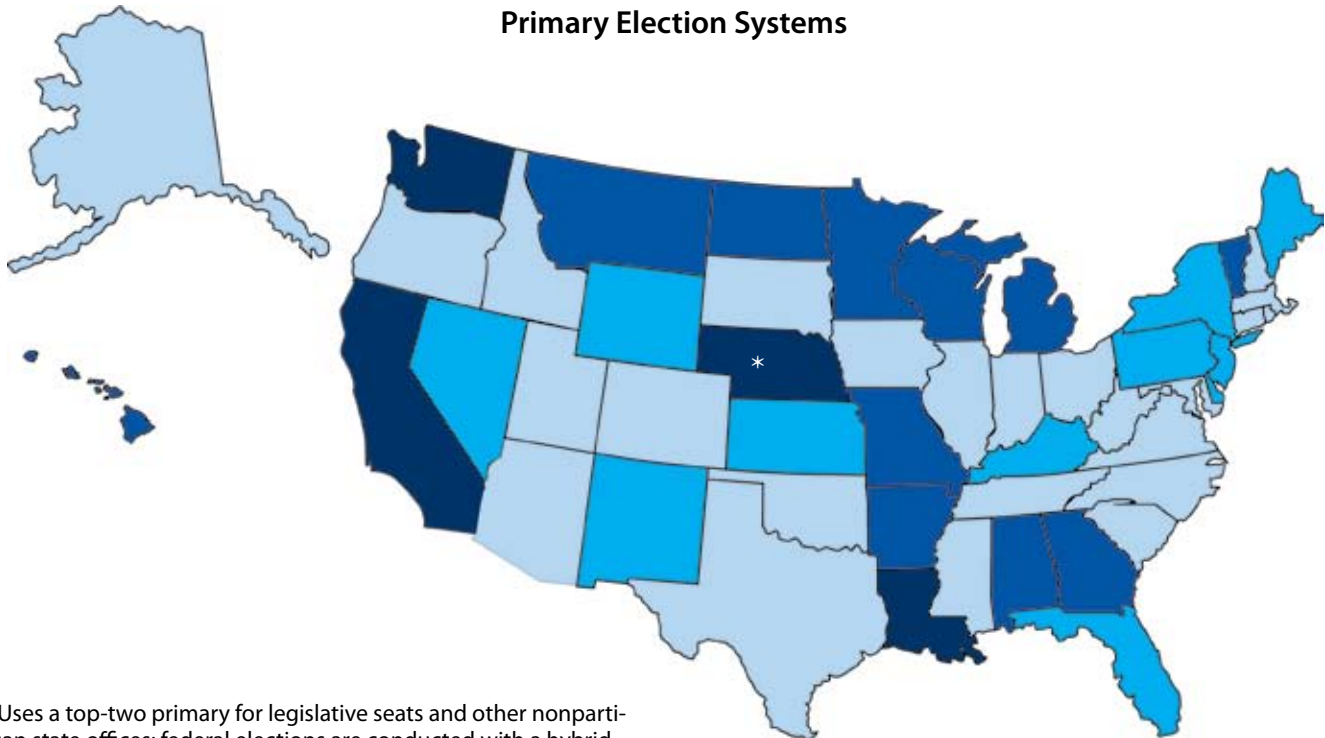 Primary Election Systems
*
Uses a top-two primary for legislative seats and other nonparti-
san state offices; federal elections are conducted with a hybrid